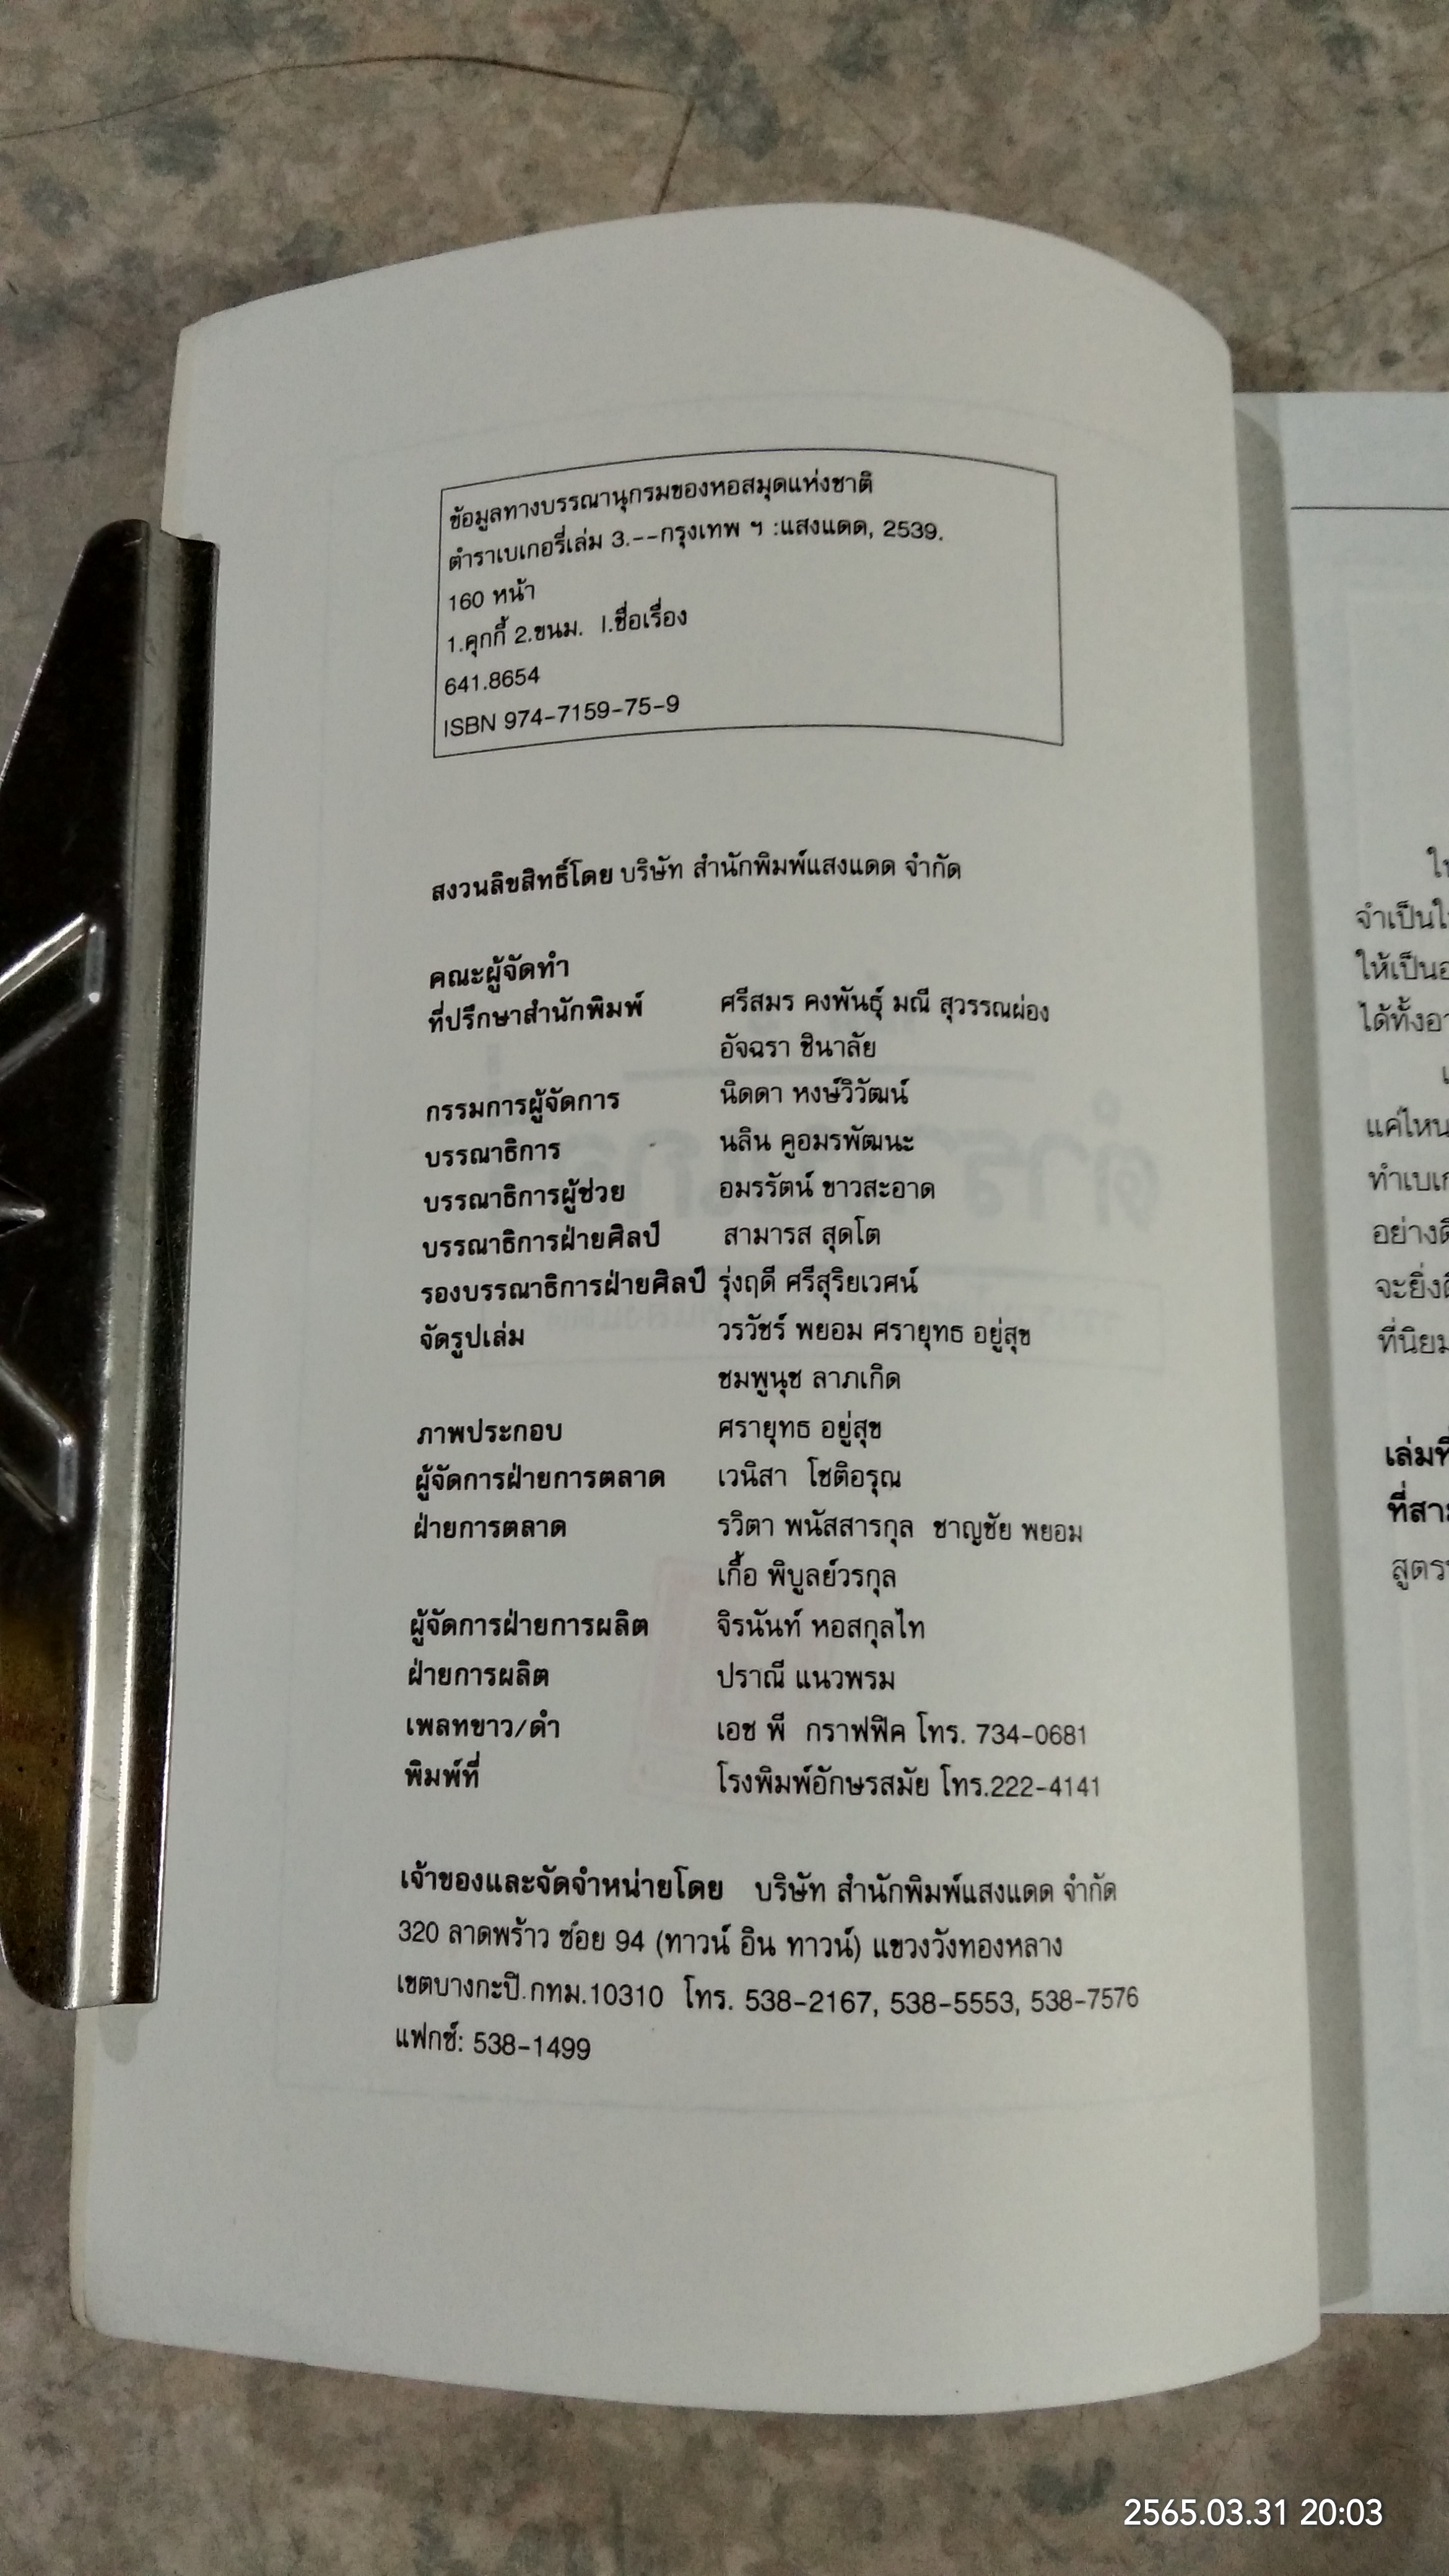 ข้อมูลทางบรรณานุกรมของหอสมุดแห่งชาติ
ตำราเบเกอรี่เล่ม 3.--กรุงเทพ ฯ :แสงแดด, 2539.
160 หน้า
1.คุกกี้ 2.ขนม. I.ชื่อเรื่อง
641.8654
ISBN 974-7159-75-9
สงวนลิขสิทธิ์โดย บริษัท สำนักพิมพ์แสงแดด จำกัด
คณะผู้จัดทำ
ที่ปรึกษาสำนักพิมพ์ ศรีสมร คงพันธุ์ มณี สุวรรณผ่อง
อัจฉรา ชินาลัย
กรรมการผู้จัดการ นิดดา หงษ์วิวัฒน์
บรรณาธิการ นลิน คูอมรพัฒนะ
บรรณาธิการผู้ช่วย อมรรัตน์ ขาวสะอาด
บรรณาธิการฝ่ายศิลป์ สามารส สุดโต
รองบรรณาธิการฝ่ายศิลป์ รุ่งฤดี ศรีสุริยเวศน์
จัดรูปเล่ม วรวัชร์ พยอม ศรายุทธ อยู่สุข
ชมพูนุช ลาภเกิด
ภาพประกอบ ศรายุทธ อยู่สุข
ผู้จัดการฝ่ายการตลาด เวนิสา โชติอรุณ
ฝ่ายการตลาด รวิตา พนัสสารกุล ชาญชัย พยอม
เกื้อ พิบูลย์วรกุล
ผู้จัดการฝ่ายการผลิต จิรนันท์ หอสกุลไท
ฝ่ายการผลิต ปราณี แนวพรม
เพลทขาว/ดำ เอช พี กราฟฟิค โทร. 734-0681
พิมพ์ที่ โรงพิมพ์อักษรสมัย โทร.222-4141
เจ้าของและจัดจำหน่ายโดย บริษัท สำนักพิมพ์แสงแดด จำกัด
320 ลาดพร้าว ซอย 94 (ทาวน์ อิน ทาวน์) แขวงวังทองหลาง
เขตบางกะปิ.กทม.10310 โทร. 538-2167, 538-5553, 538-7576
แฟกซ์: 538-1499
จำเป็น
ให้เป็น
ได้ทั้ง
แค่ไหน
อย่าง
จะยิ่ง
ที่นิยม
2565.03.31 20:03